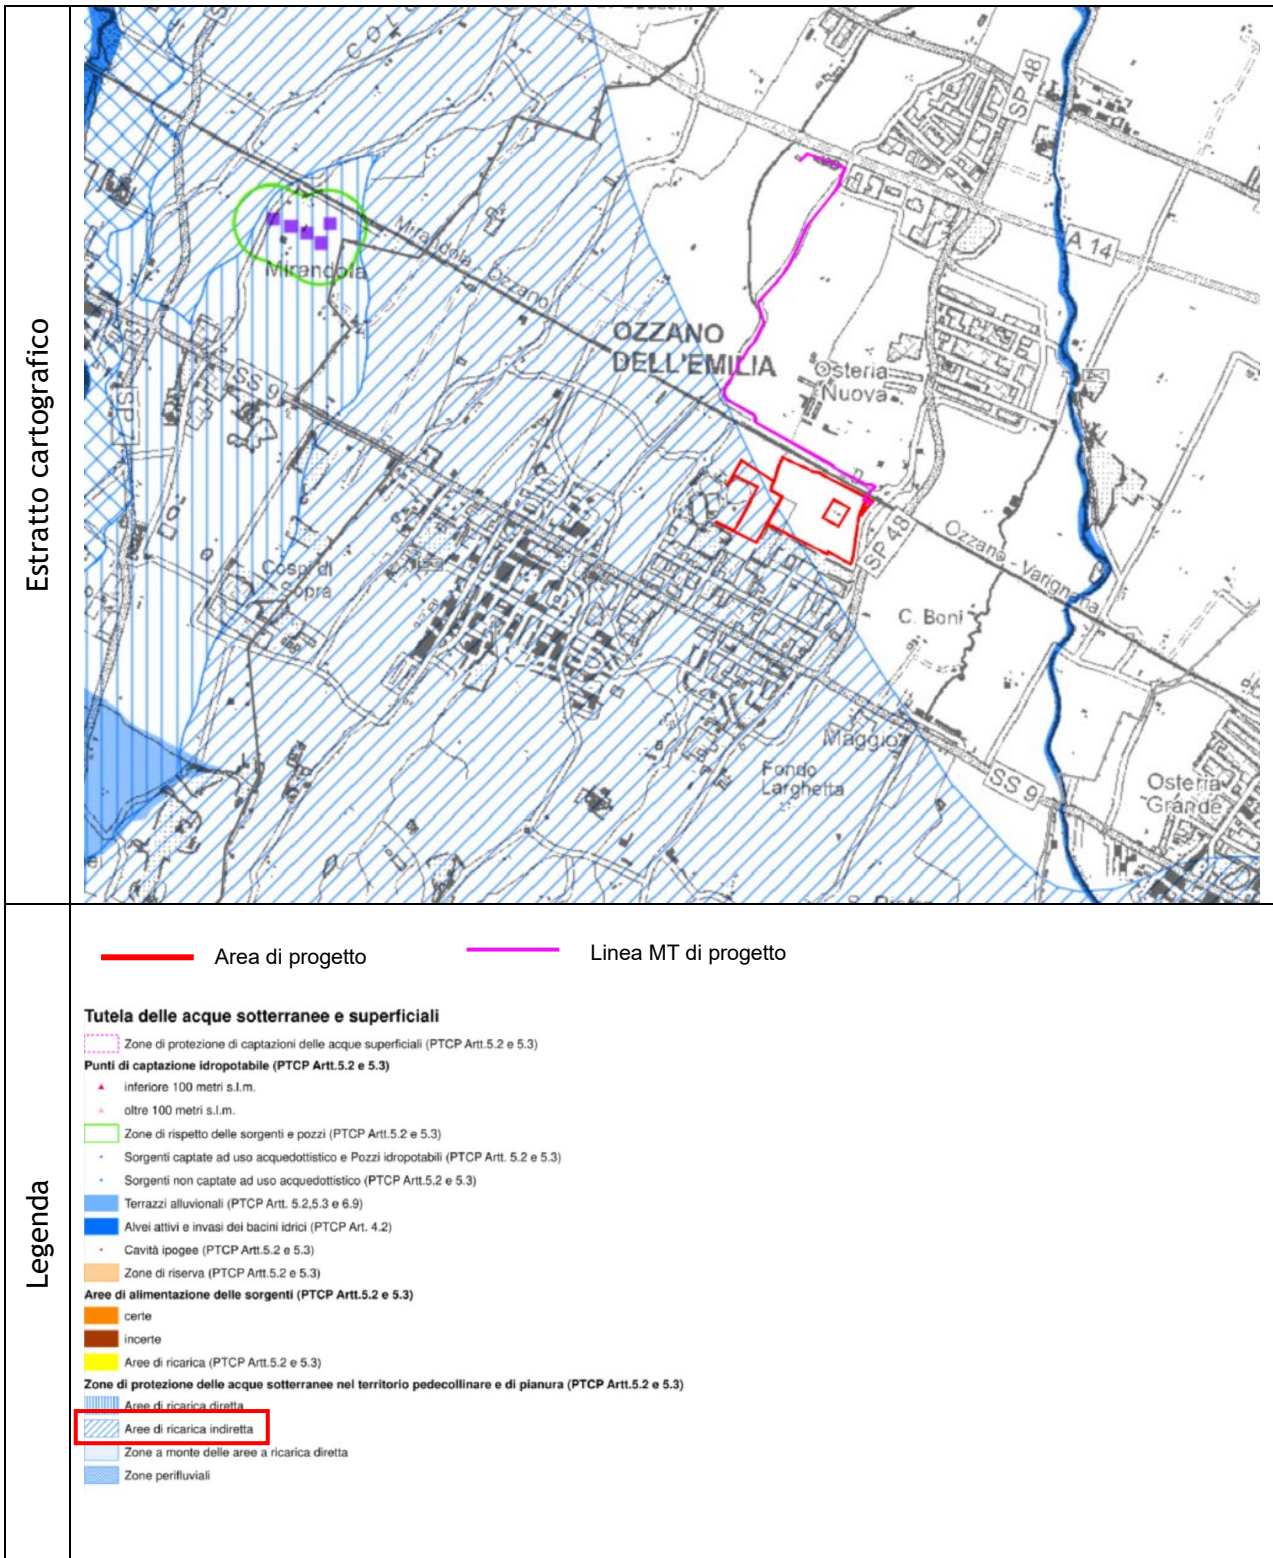 Estratto cartografico
SP 48
A 14
Mirandola - Ozzano
Mirandola
OZZANO
DELL'EMILIA
Osteria
Nuova
SS 9
SP
SP 48
Ozzano - Varignana
Cospi di
Sopra
C. Boni
Maggio
Fondo
Larghetta
SS 9
Osteria
Grande
Legenda
Area di progetto
Linea MT di progetto
Tutela delle acque sotterranee e superficiali
Zone di protezione di captazioni delle acque superficiali (PTCP Artt.5.2 e 5.3)
Punti di captazione idropotabile (PTCP Artt.5.2 e 5.3)
inferiore 100 metri s.l.m.
oltre 100 metri s.l.m.
Zone di rispetto delle sorgenti e pozzi (PTCP Artt.5.2 e 5.3)
Sorgenti captate ad uso acquedottistico e Pozzi idropotabili (PTCP Artt. 5.2 e 5.3)
Sorgenti non captate ad uso acquedottistico (PTCP Artt.5.2 e 5.3)
Terrazzi alluvionali (PTCP Artt. 5.2,5.3 e 6.9)
Alvei attivi e invasi dei bacini idrici (PTCP Art. 4.2)
Cavità ipogee (PTCP Artt.5.2 e 5.3)
Zone di riserva (PTCP Artt.5.2 e 5.3)
Aree di alimentazione delle sorgenti (PTCP Artt.5.2 e 5.3)
certe
incerte
Aree di ricarica (PTCP Artt.5.2 e 5.3)
Zone di protezione delle acque sotterranee nel territorio pedecollinare e di pianura (PTCP Artt.5.2 e 5.3)
Aree di ricarica diretta
Aree di ricarica indiretta
Zone a monte delle aree a ricarica diretta
Zone perifluviali